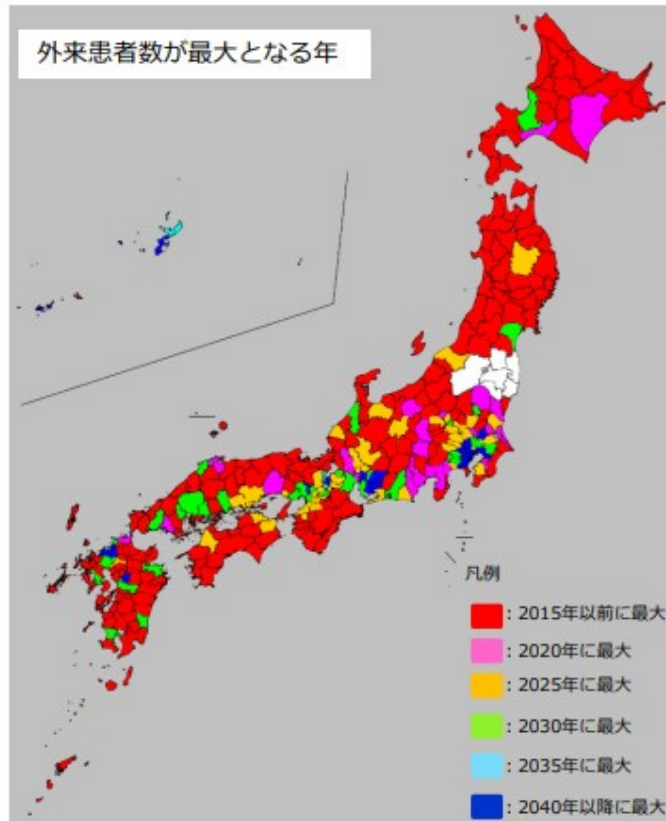 外来患者数が最大となる年
凡例
: 2015年以前に最大
: 2020年に最大
: 2025年に最大
: 2030年に最大
: 2035年に最大
: 2040年以降に最大